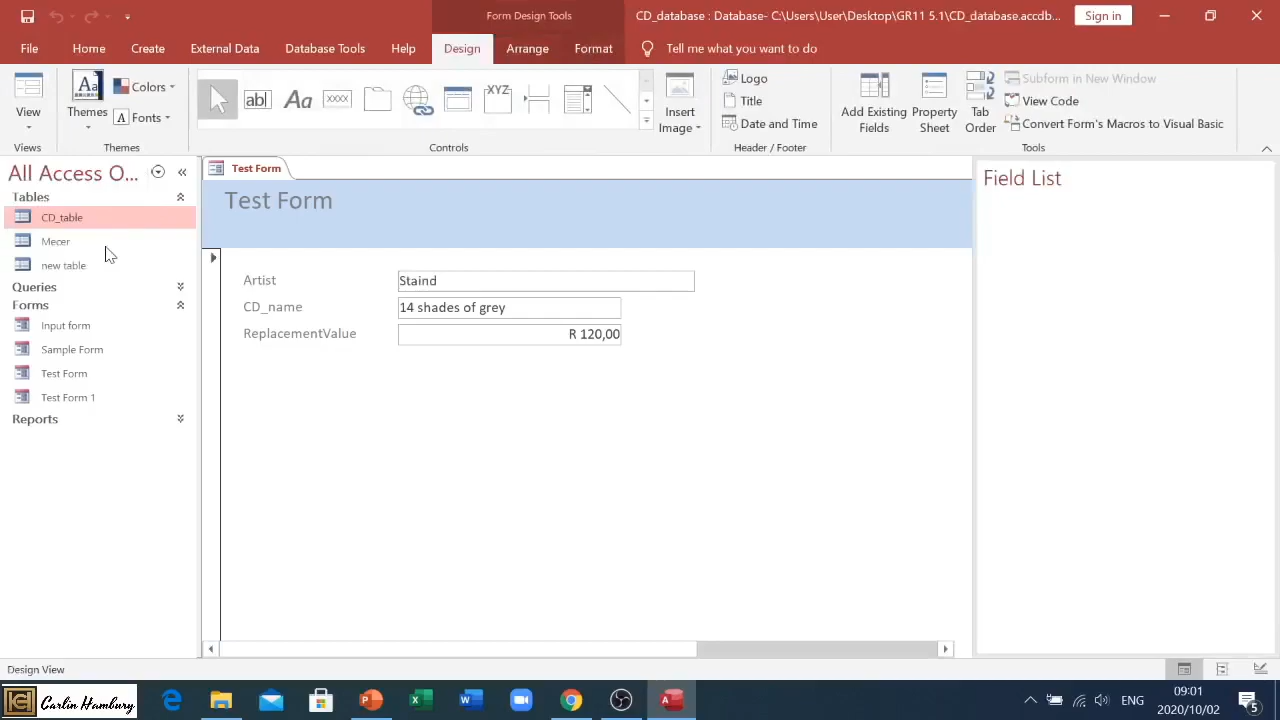 Form Design Tools
CD_database : Database- C:\Users\User\Desktop\GR11 5.1\CD_database.accdb...
Sign in
File
Home
Create
External Data
Database Tools
Help
Design
Arrange
Format
Tell me what you want to do
View
Views
Themes
Colors
Fonts
Themes
ab|
Aa
XXXX
XYZ
Controls
Insert
Image
Logo
Title
Date and Time
Header / Footer
Add Existing
Fields
Property
Sheet
Tab
Order
Subform in New Window
View Code
Convert Form's Macros to Visual Basic
Tools
All Access O...
Tables
CD_table
Mecer
new table
Queries
Forms
Input form
Sample Form
Test Form
Test Form 1
Reports
Test Form
Test Form
Artist
Staind
CD_name
14 shades of grey
ReplacementValue
R 120,00
Field List
Design View
Carlin Hambury
ENG
09:01
2020/10/02
5